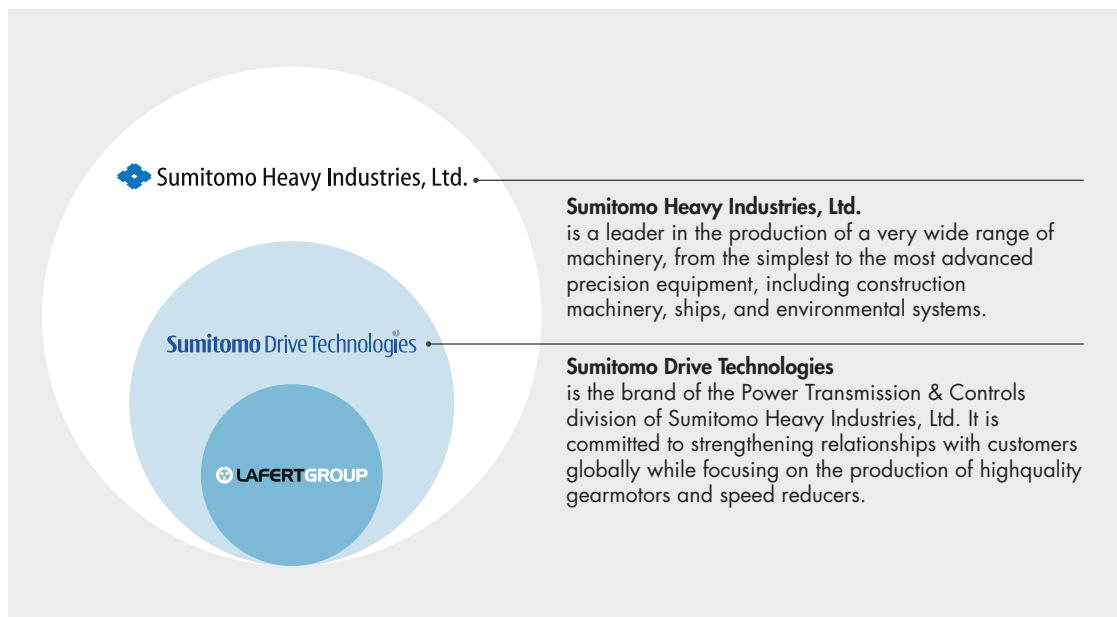 Sumitomo Heavy Industries, Ltd.
Sumitomo Heavy Industries, Ltd.
is a leader in the production of a very wide range of
machinery, from the simplest to the most advanced
precision equipment, including construction
machinery, ships, and environmental systems.
Sumitomo Drive Technologies
Sumitomo Drive Technologies
is the brand of the Power Transmission & Controls
division of Sumitomo Heavy Industries, Ltd. It is
committed to strengthening relationships with customers
globally while focusing on the production of highquality
gearmotors and speed reducers.
LAFERTGROUP